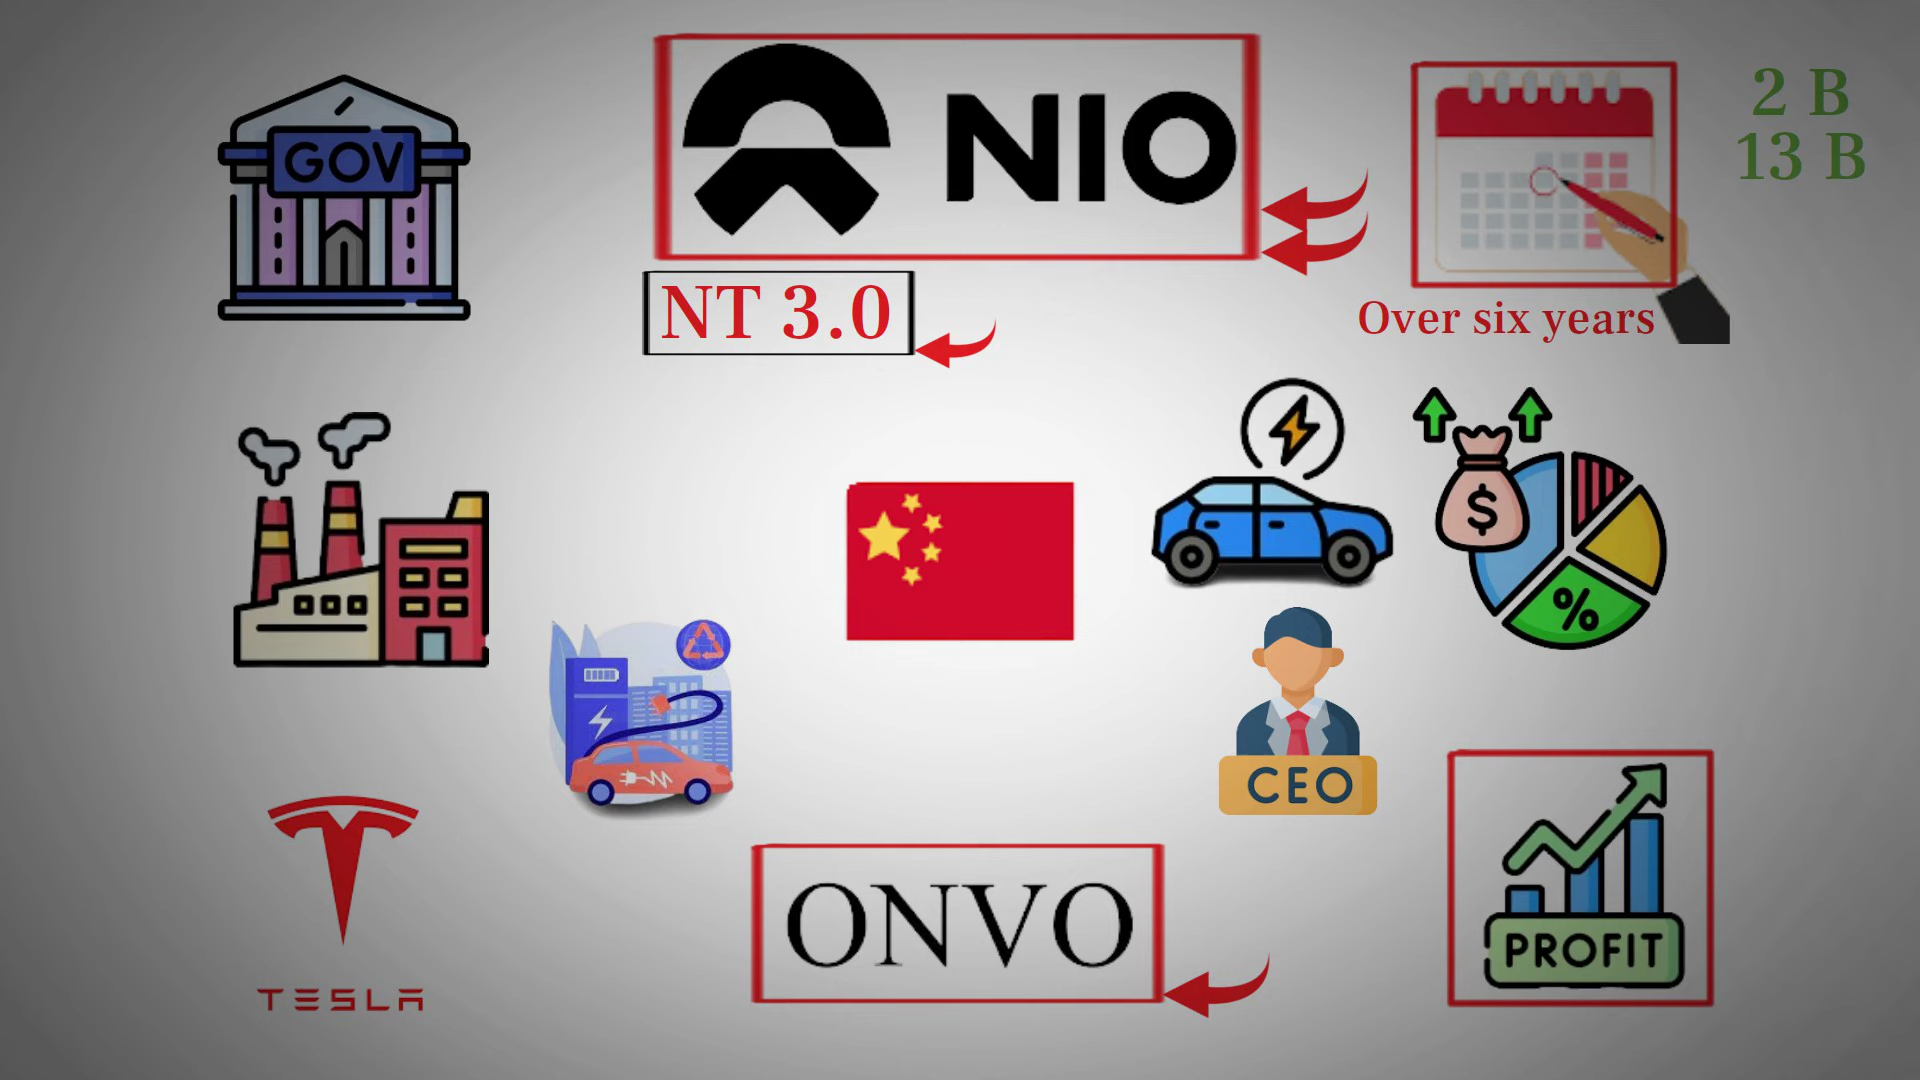 GOV
NIO
2 B
13 B
NT 3.0
Over six years
$
%
CEO
TESLA
ONVO
PROFIT